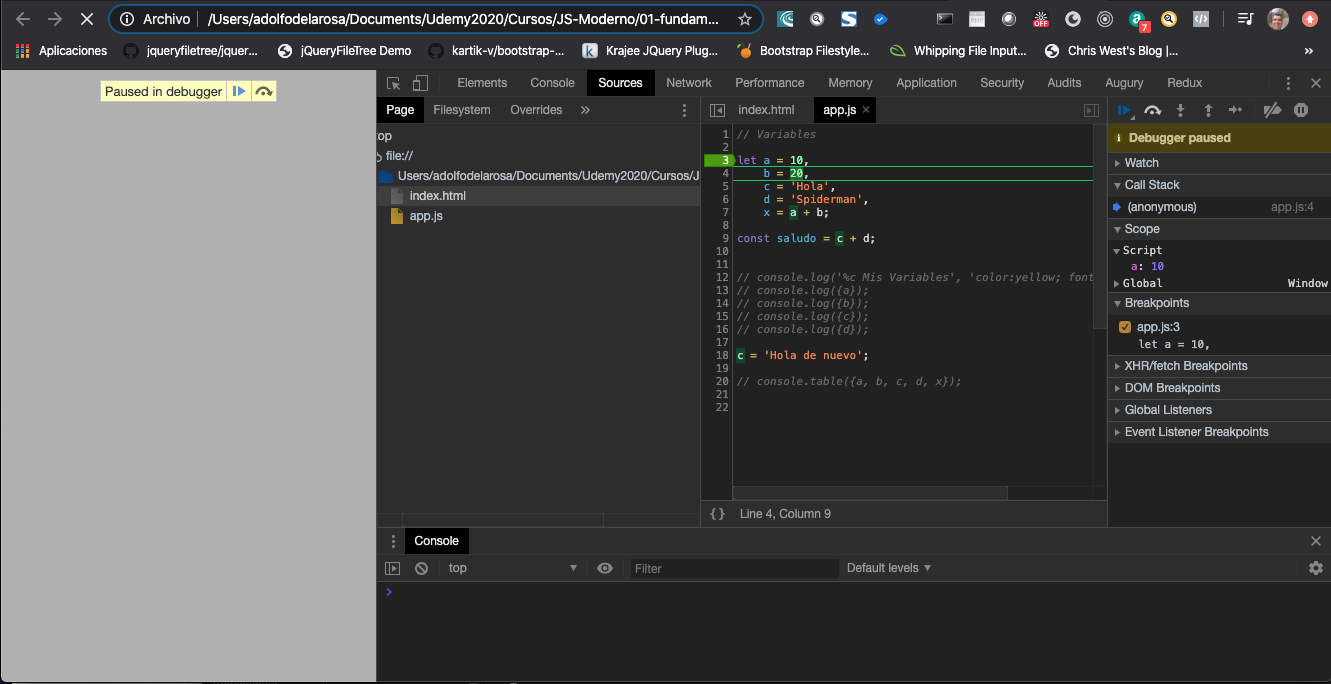 Archivo /Users/adolfodelarosa/Documents/Udemy2020/Cursos/JS-Moderno/01-fundam...
OFF
7
Aplicaciones jqueryfiletree/jquer... jQueryFileTree Demo kartik-v/bootstrap-... Krajee JQuery Plug... Bootstrap Filestyle... Whipping File Input... Chris West's Blog |... »
Paused in debugger
Elements Console Sources Network Performance Memory Application Security Audits Augury Redux
Page Filesystem Overrides »
top
file://
Users/adolfodelarosa/Documents/Udemy2020/Cursos/J
index.html
app.js
index.html app.js ×
1 // Variables
2
3 let a = 10,
4 b = 20,
5 c = 'Hola',
6 d = 'Spiderman',
7 x = a + b;
8
9 const saludo = c + d;
10
11
12 // console.log('%c Mis Variables', 'color:yellow; font
13 // console.log({a});
14 // console.log({b});
15 // console.log({c});
16 // console.log({d});
17
18 c = 'Hola de nuevo';
19
20 // console.table({a, b, c, d, x});
21
22
{} Line 4, Column 9
Debugger paused
Watch
Call Stack
(anonymous) app.js:4
Scope
Script
a: 10
Global Window
Breakpoints
app.js:3
let a = 10,
XHR/fetch Breakpoints
DOM Breakpoints
Global Listeners
Event Listener Breakpoints
Console
top Filter Default levels